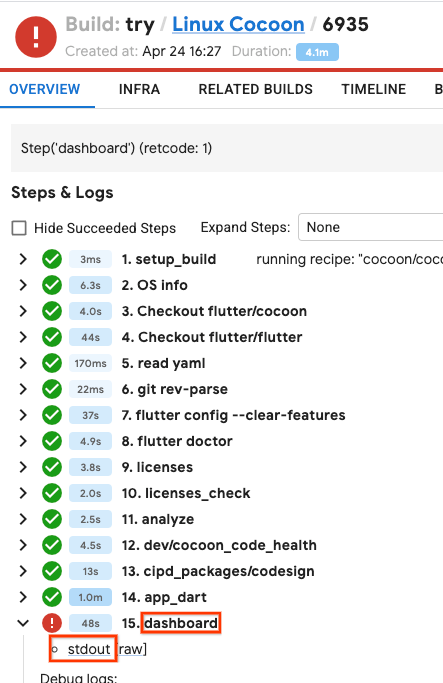 Build: try / Linux Cocoon / 6935
Created at: Apr 24 16:27 Duration: 4.1m
OVERVIEW INFRA RELATED BUILDS TIMELINE B
Step('dashboard') (retcode: 1)
Steps & Logs
Hide Succeeded Steps Expand Steps: None
3ms 1. setup_build running recipe: "cocoon/coco
6.3s 2. OS info
4.0s 3. Checkout flutter/cocoon
44s 4. Checkout flutter/flutter
170ms 5. read yaml
22ms 6. git rev-parse
37s 7. flutter config --clear-features
4.9s 8. flutter doctor
3.8s 9. licenses
2.0s 10. licenses_check
2.5s 11. analyze
4.5s 12. dev/cocoon_code_health
13s 13. cipd_packages/codesign
1.0m 14. app_dart
48s 15. dashboard
stdout [raw]
Debug logs: